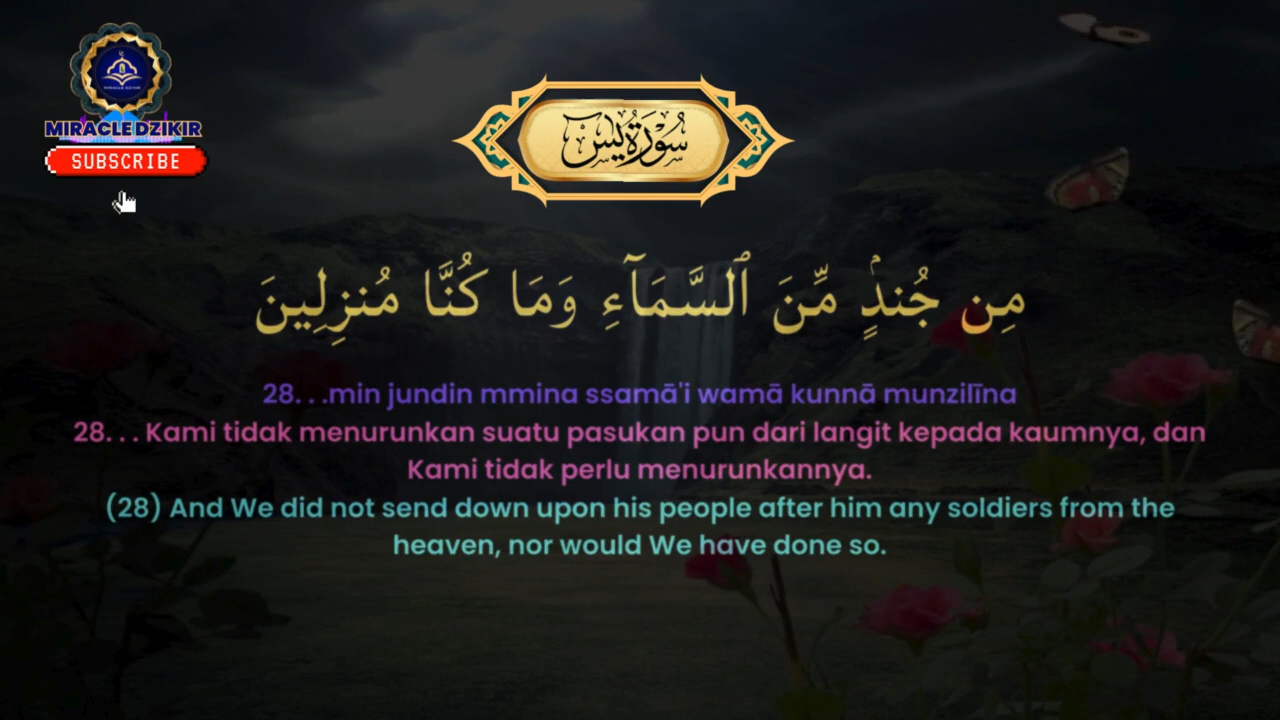 MIRACLE DZIKIR
SUBSCRIBE
سُورَةُ يسٓ
مِن جُندٍۢ مِّنَ ٱلسَّمَآءِ وَمَا كُنَّا مُنزِلِينَ
28. . .min jundin mmina ssamā'i wamā kunnā munzilīna
28. . . Kami tidak menurunkan suatu pasukan pun dari langit kepada kaumnya, dan
Kami tidak perlu menurunkannya.
(28) And We did not send down upon his people after him any soldiers from the
heaven, nor would We have done so.